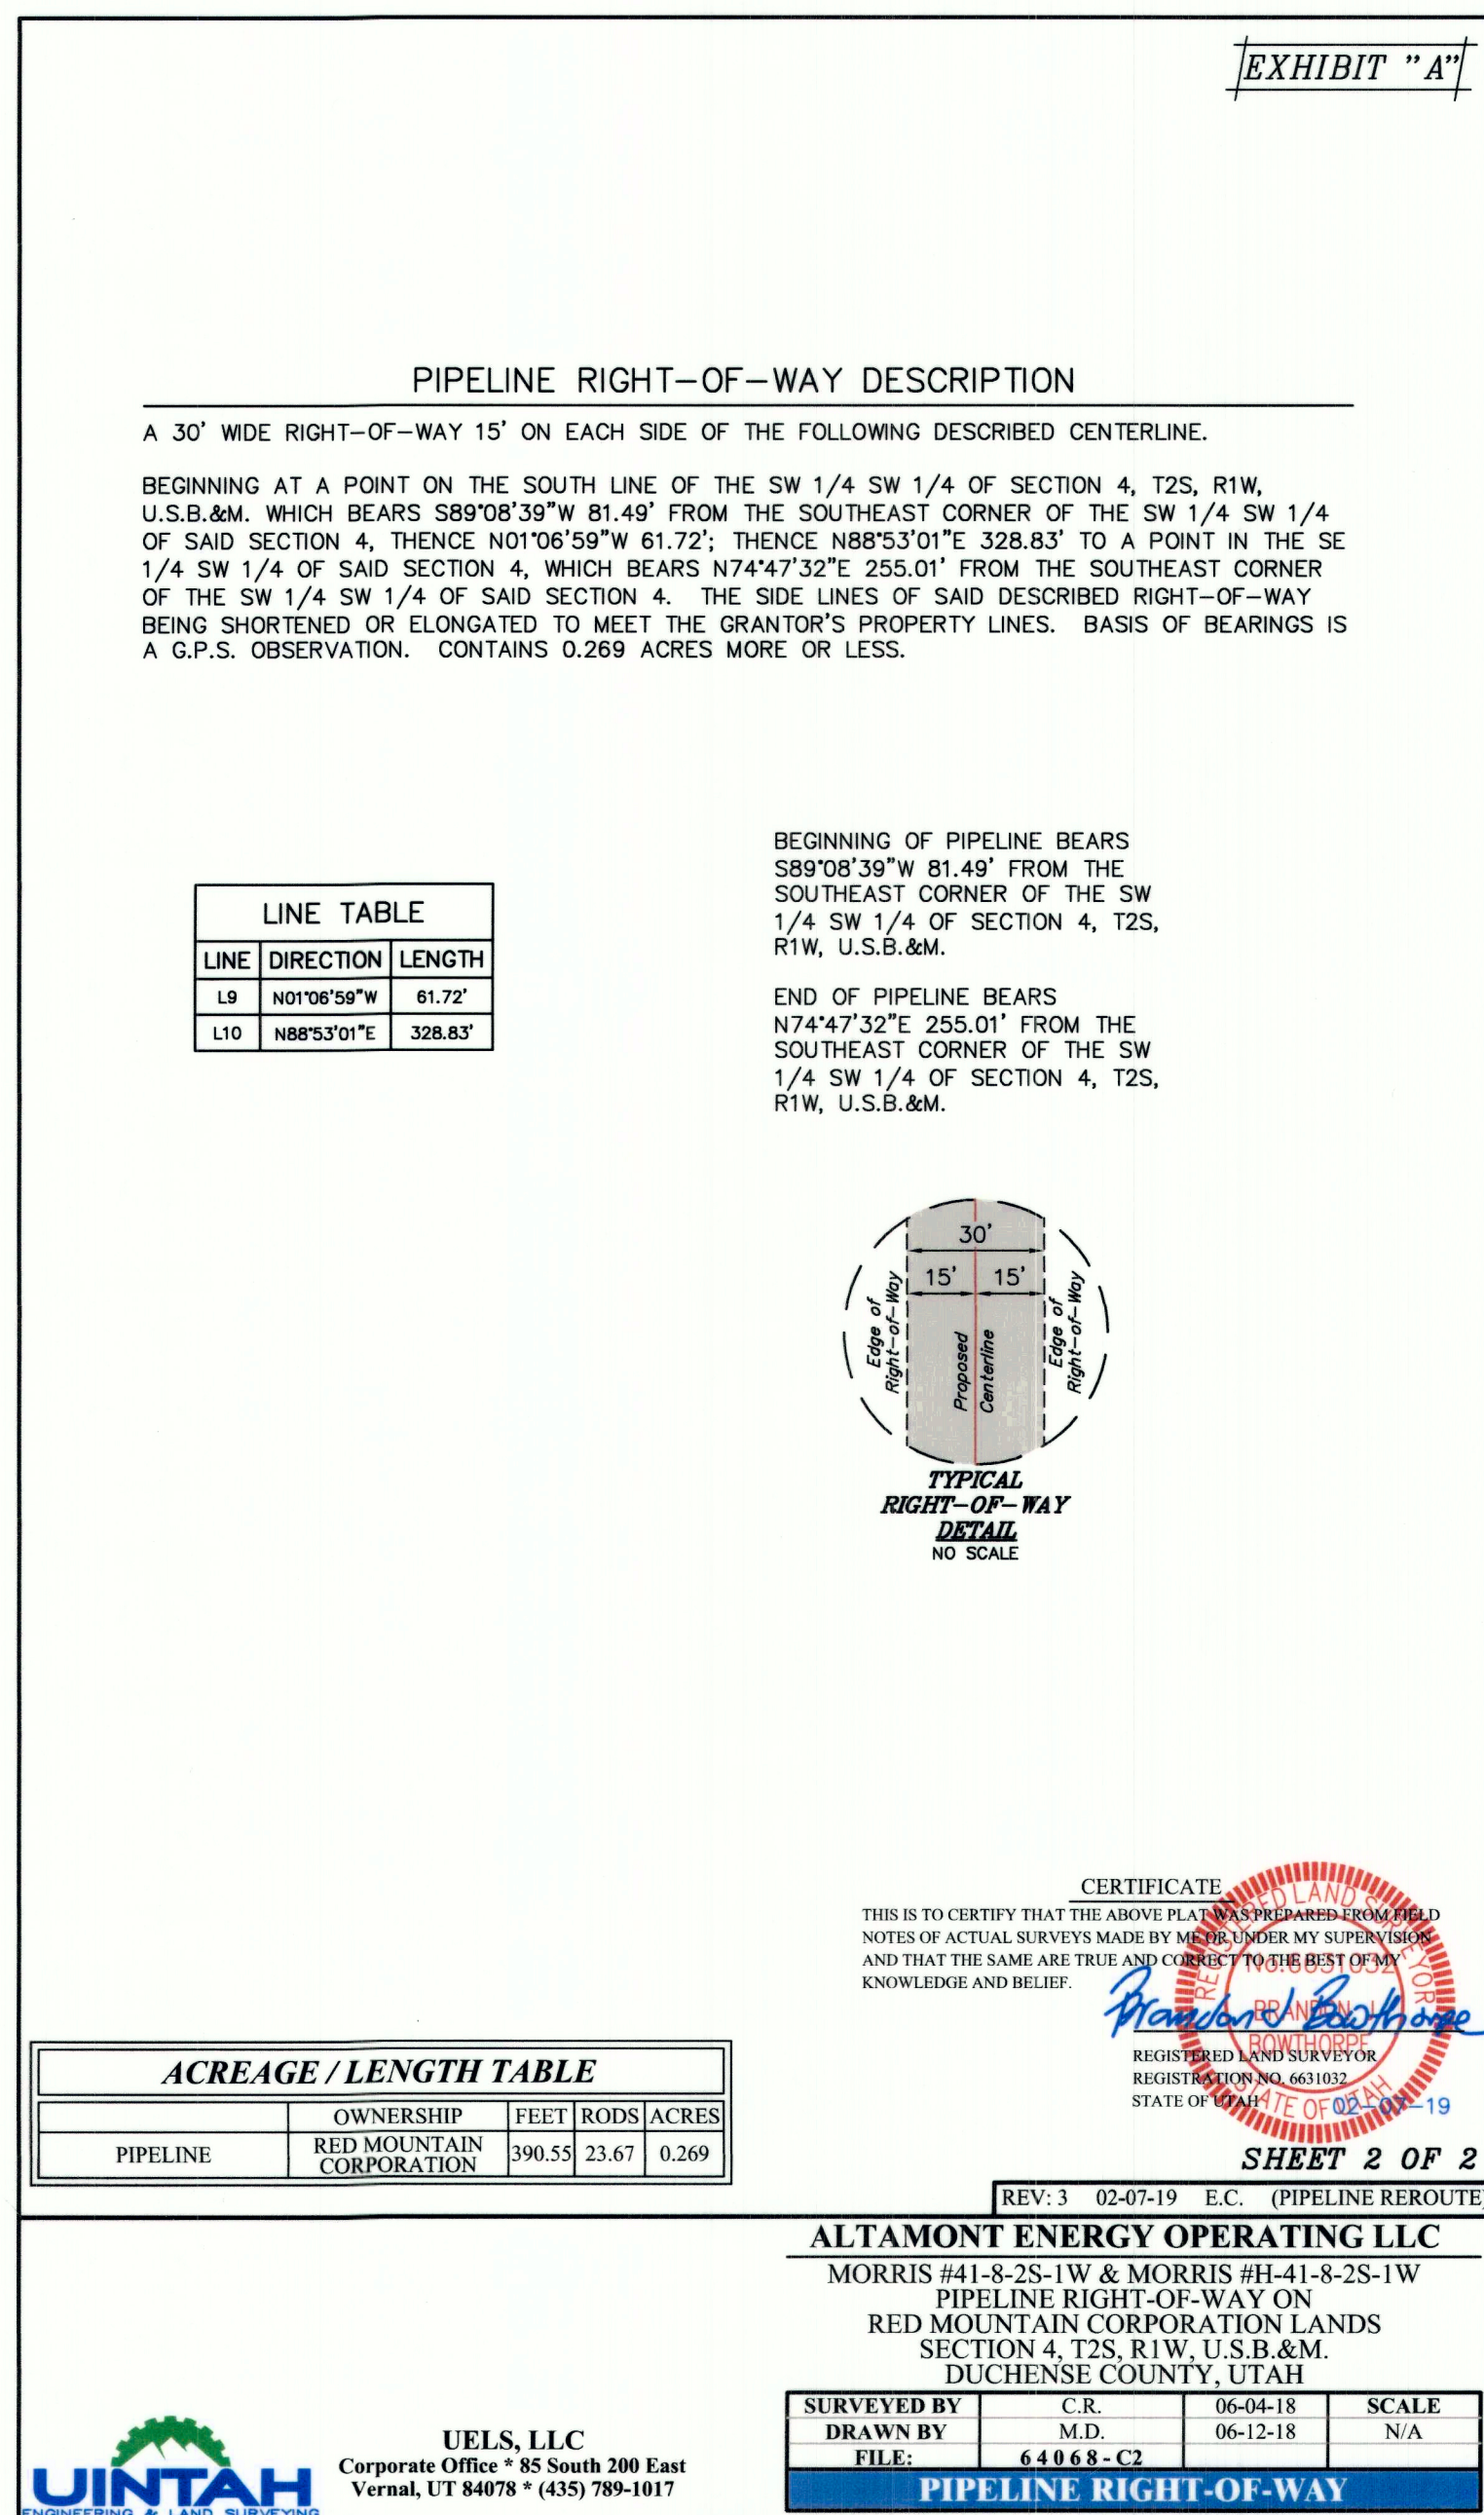 EXHIBIT "A"
PIPELINE RIGHT-OF-WAY DESCRIPTION
A 30' WIDE RIGHT-OF-WAY 15' ON EACH SIDE OF THE FOLLOWING DESCRIBED CENTERLINE.
BEGINNING AT A POINT ON THE SOUTH LINE OF THE SW 1/4 SW 1/4 OF SECTION 4, T2S, R1W,
U.S.B.&M. WHICH BEARS S89°08'39"W 81.49' FROM THE SOUTHEAST CORNER OF THE SW 1/4 SW 1/4
OF SAID SECTION 4, THENCE N01°06'59"W 61.72'; THENCE N88°53'01"E 328.83' TO A POINT IN THE SE
1/4 SW 1/4 OF SAID SECTION 4, WHICH BEARS N74°47'32"E 255.01' FROM THE SOUTHEAST CORNER
OF THE SW 1/4 SW 1/4 OF SAID SECTION 4. THE SIDE LINES OF SAID DESCRIBED RIGHT-OF-WAY
BEING SHORTENED OR ELONGATED TO MEET THE GRANTOR'S PROPERTY LINES. BASIS OF BEARINGS IS
A G.P.S. OBSERVATION. CONTAINS 0.269 ACRES MORE OR LESS.
LINE TABLE
LINE DIRECTION LENGTH
L9 N01°06'59"W 61.72'
L10 N88°53'01"E 328.83'
BEGINNING OF PIPELINE BEARS
S89°08'39"W 81.49' FROM THE
SOUTHEAST CORNER OF THE SW
1/4 SW 1/4 OF SECTION 4, T2S,
R1W, U.S.B.&M.
END OF PIPELINE BEARS
N74°47'32"E 255.01' FROM THE
SOUTHEAST CORNER OF THE SW
1/4 SW 1/4 OF SECTION 4, T2S,
R1W, U.S.B.&M.
30'
15' 15'
Edge of
Right-of-Way
Proposed
Centerline
Edge of
Right-of-Way
TYPICAL
RIGHT-OF-WAY
DETAIL
NO SCALE
CERTIFICATE
THIS IS TO CERTIFY THAT THE ABOVE PLAT WAS PREPARED FROM FIELD
NOTES OF ACTUAL SURVEYS MADE BY ME OR UNDER MY SUPERVISION
AND THAT THE SAME ARE TRUE AND CORRECT TO THE BEST OF MY
KNOWLEDGE AND BELIEF.
REGISTERED LAND SURVEYOR
No. 6631032
BRANDON J.
BOWTHORPE
STATE OF UTAH
Brandon J Bowthorpe
REGISTERED LAND SURVEYOR
REGISTRATION NO. 6631032
STATE OF UTAH
02-07-19
ACREAGE / LENGTH TABLE
OWNERSHIP FEET RODS ACRES
PIPELINE RED MOUNTAIN CORPORATION 390.55 23.67 0.269
SHEET 2 OF 2
REV: 3 02-07-19 E.C. (PIPELINE REROUTE)
ALTAMONT ENERGY OPERATING LLC
MORRIS #41-8-2S-1W & MORRIS #H-41-8-2S-1W
PIPELINE RIGHT-OF-WAY ON
RED MOUNTAIN CORPORATION LANDS
SECTION 4, T2S, R1W, U.S.B.&M.
DUCHENSE COUNTY, UTAH
SURVEYED BY C.R. 06-04-18 SCALE
DRAWN BY M.D. 06-12-18 N/A
FILE: 64068-C2
PIPELINE RIGHT-OF-WAY
UINTAH
ENGINEERING & LAND SURVEYING
UELS, LLC
Corporate Office * 85 South 200 East
Vernal, UT 84078 * (435) 789-1017